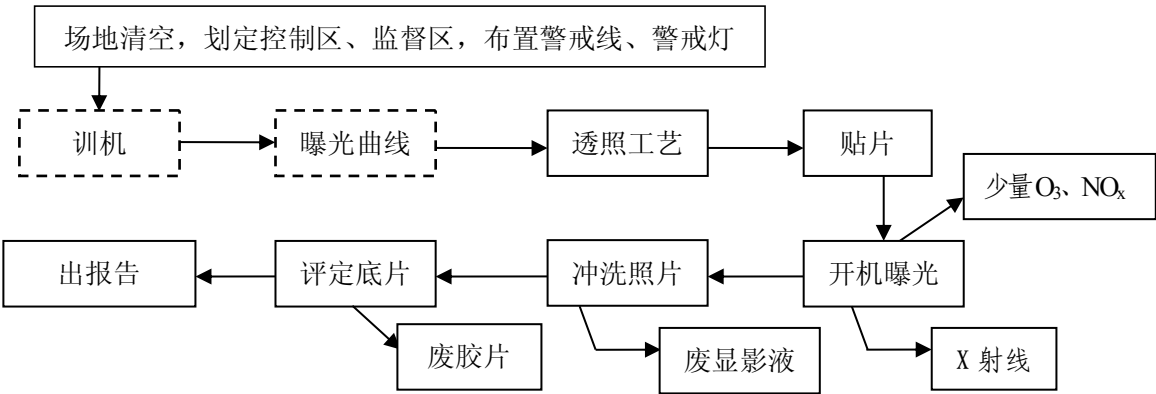 场地清空，划定控制区、监督区，布置警戒线、警戒灯
训机
曝光曲线
透照工艺
贴片
少量O₃、NOₓ
出报告
评定底片
冲洗照片
开机曝光
废胶片
废显影液
X 射线